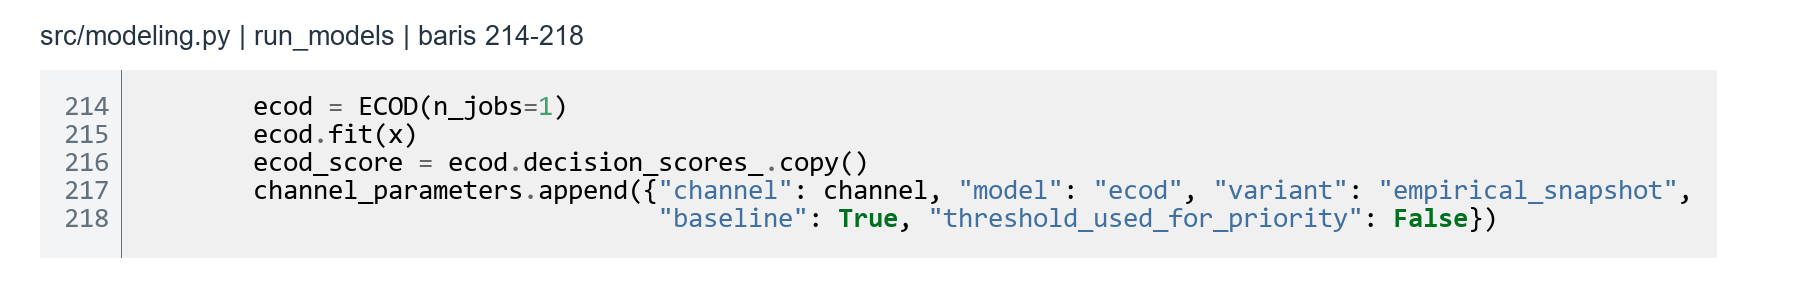 src/modeling.py | run_models | baris 214-218
214 ecod = ECOD(n_jobs=1)
215 ecod.fit(x)
216 ecod_score = ecod.decision_scores_.copy()
217 channel_parameters.append({"channel": channel, "model": "ecod", "variant": "empirical_snapshot",
218 "baseline": True, "threshold_used_for_priority": False})